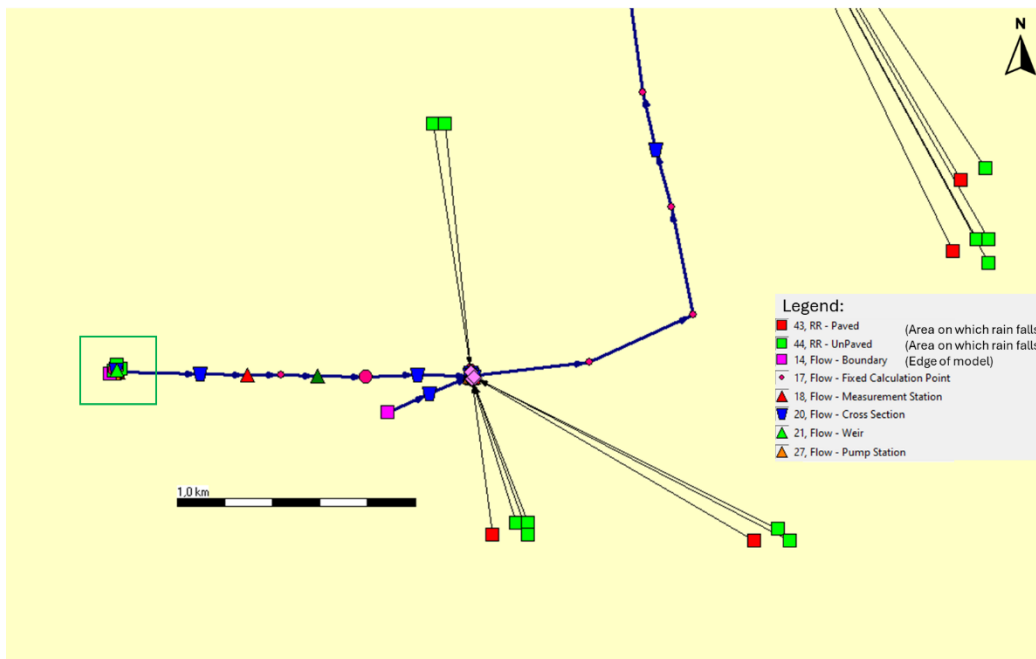 N
1,0 km
Legend:
43, RR - Paved (Area on which rain falls
44, RR - UnPaved (Area on which rain falls
14, Flow - Boundary (Edge of model)
17, Flow - Fixed Calculation Point
18, Flow - Measurement Station
20, Flow - Cross Section
21, Flow - Weir
27, Flow - Pump Station